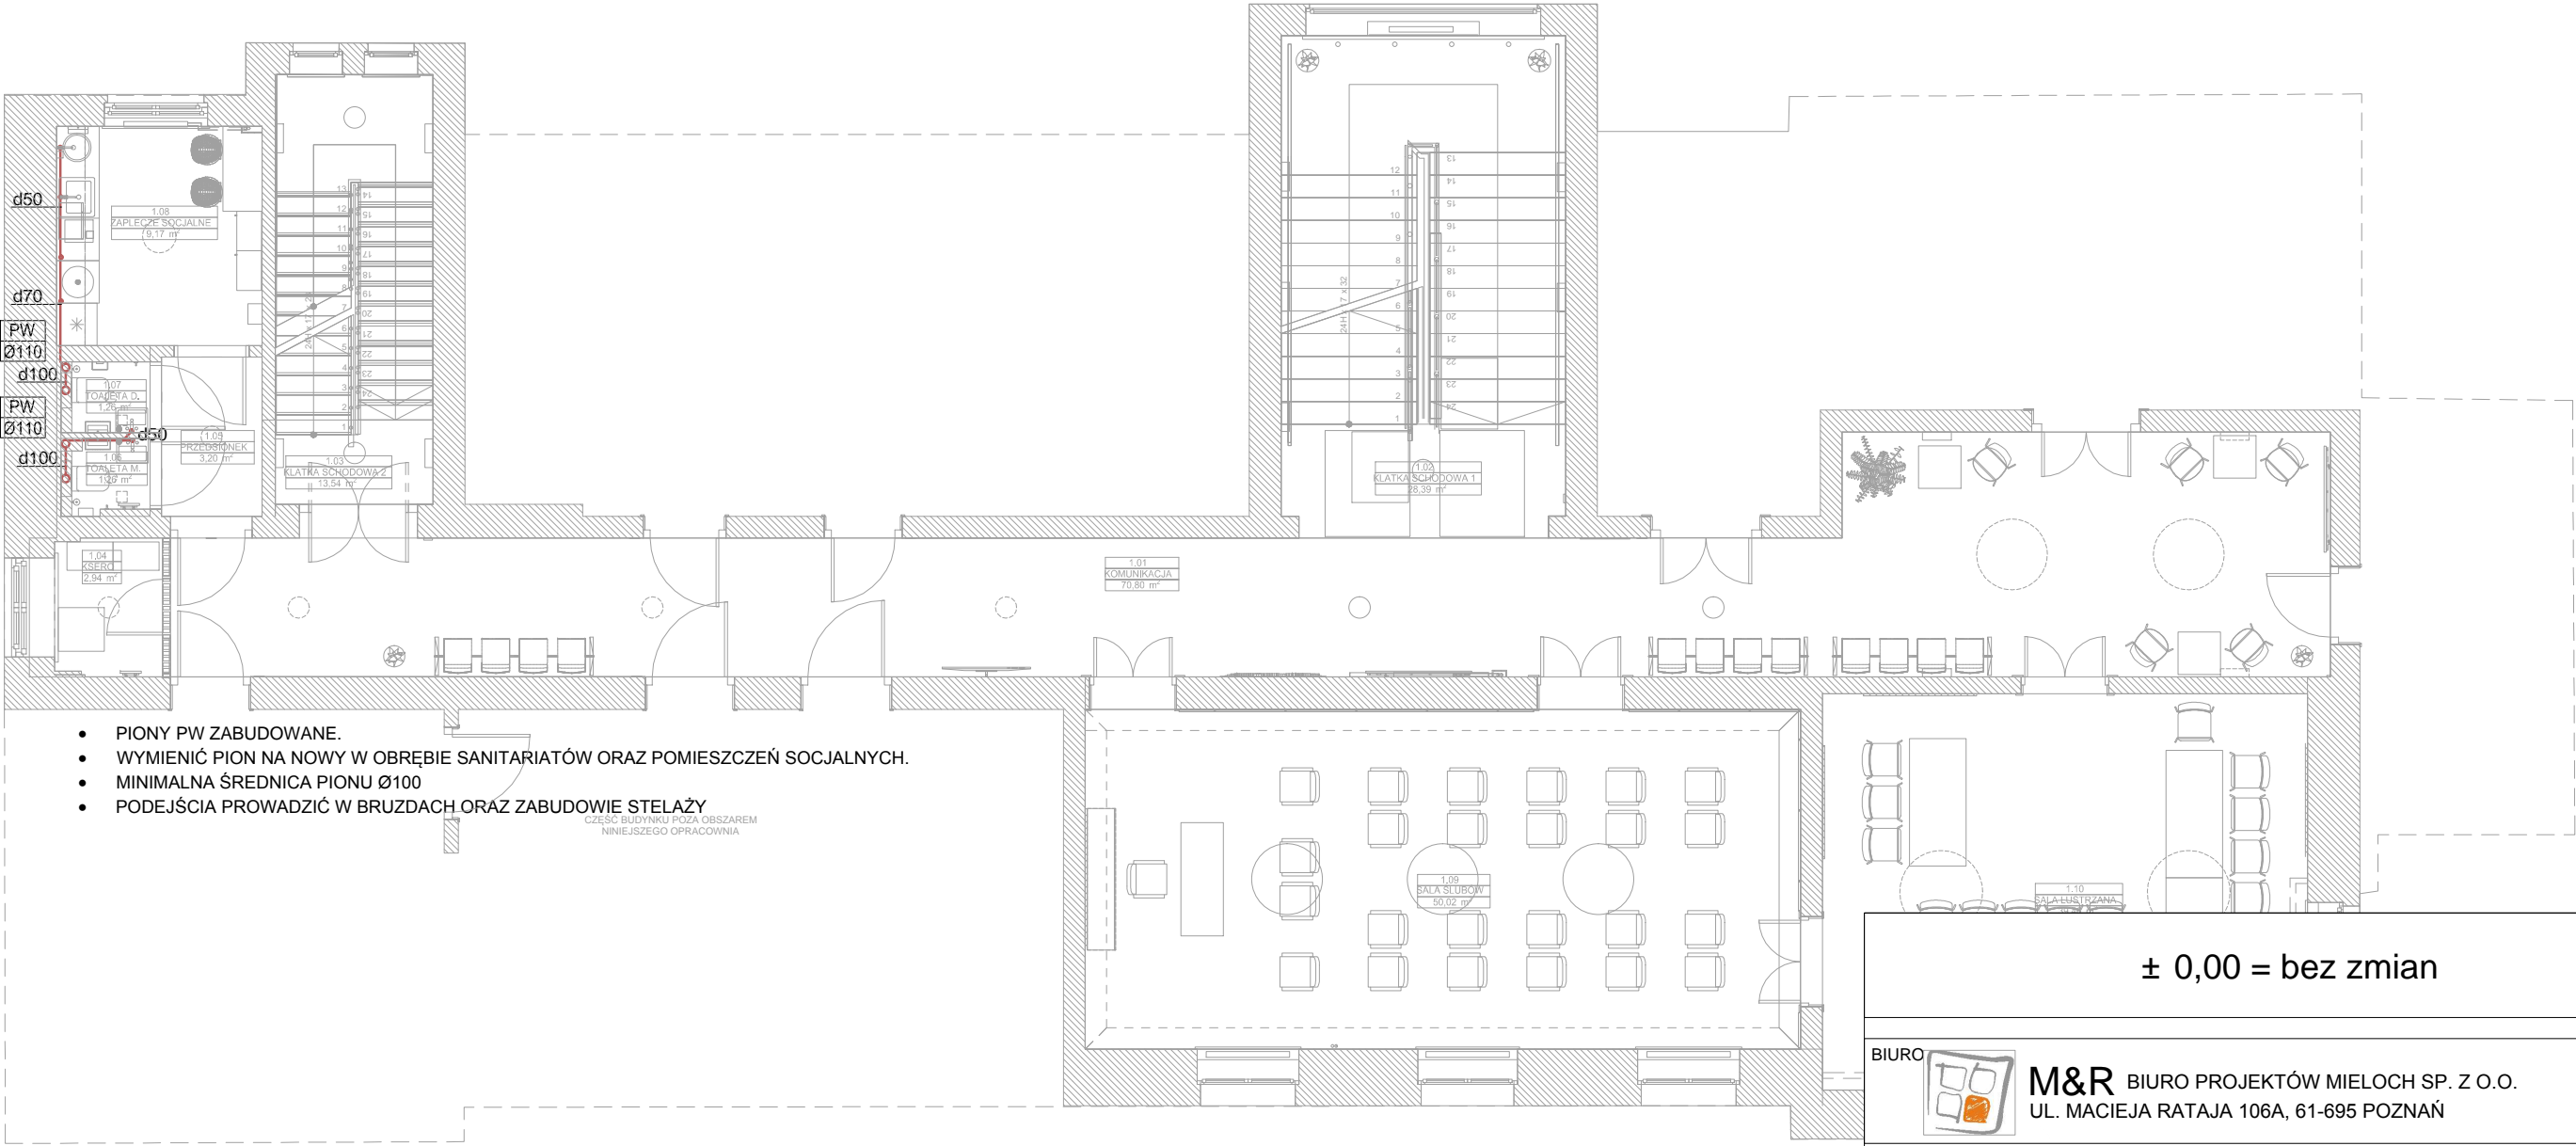 d50
1.08
ZAPLECZE SOCJALNE
9,17 m²
d70
PW
Ø110
d100
1.07
TOALETA D.
1,26 m²
PW
Ø110
d50
d100
1.06
TOALETA M.
1,26 m²
1.05
PRZEDSIONEK
3,20 m²
1.03
KLATKA SCHODOWA 2
13,54 m²
1.04
KSERO
2,94 m²
1.02
KLATKA SCHODOWA 1
28,39 m²
24H x 17 x 32
1.01
KOMUNIKACJA
70,80 m²
• PIONY PW ZABUDOWANE.
• WYMIENIĆ PION NA NOWY W OBRĘBIE SANITARIATÓW ORAZ POMIESZCZEŃ SOCJALNYCH.
• MINIMALNA ŚREDNICA PIONU Ø100
• PODEJŚCIA PROWADZIĆ W BRUZDACH ORAZ ZABUDOWIE STELAŻY
CZĘŚĆ BUDYNKU POZA OBSZAREM
NINIEJSZEGO OPRACOWNIA
1.09
SALA ŚLUBÓW
50,02 m²
1.10
SALA LUSTRZANA
± 0,00 = bez zmian
BIURO
M&R BIURO PROJEKTÓW MIELOCH SP. Z O.O.
UL. MACIEJA RATAJA 106A, 61-695 POZNAŃ